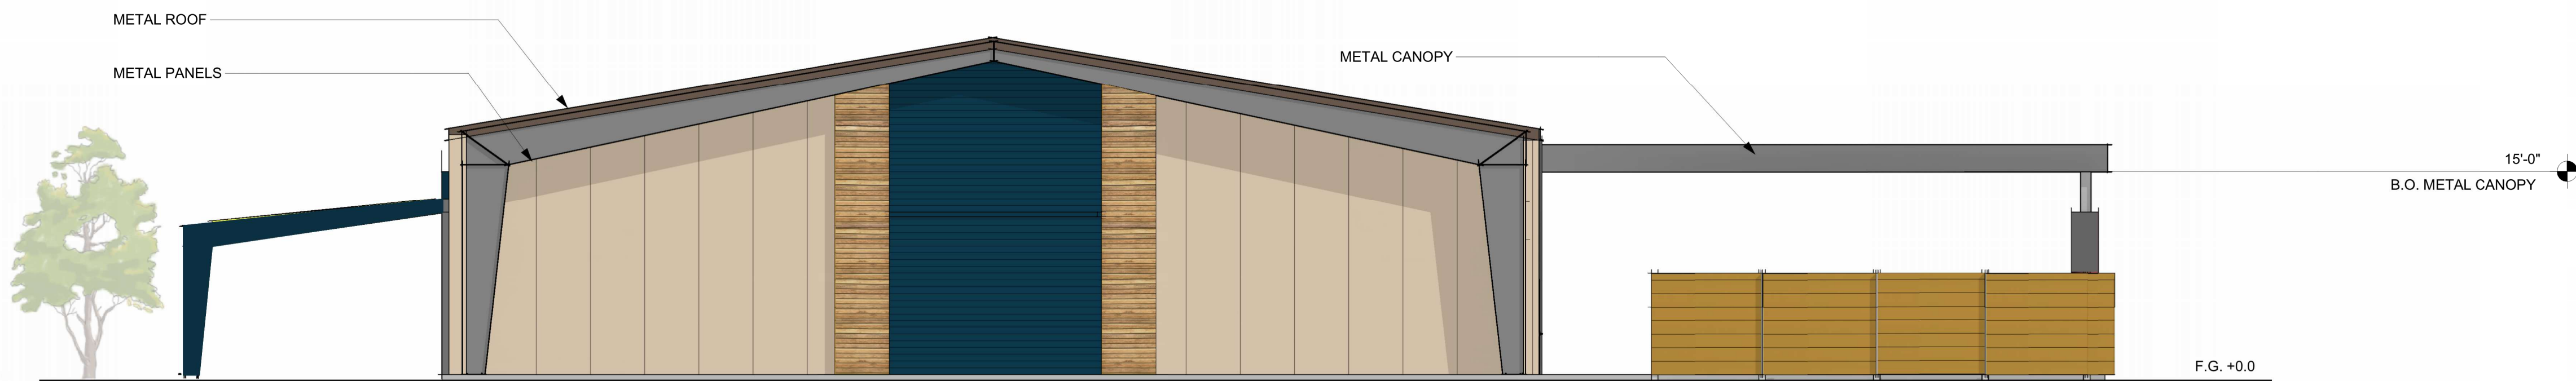 METAL ROOF
METAL CANOPY
METAL PANELS
15'-0"
B.O. METAL CANOPY
F.G. +0.0